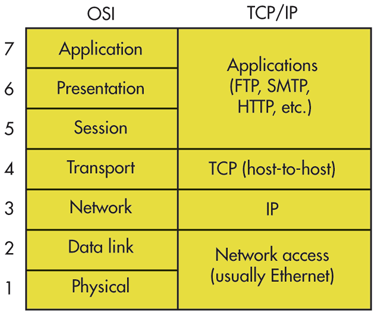 OSI TCP/IP
7 Application
6 Presentation
5 Session
Applications
(FTP, SMTP,
HTTP, etc.)
4 Transport TCP (host-to-host)
3 Network IP
2 Data link
1 Physical
Network access
(usually Ethernet)